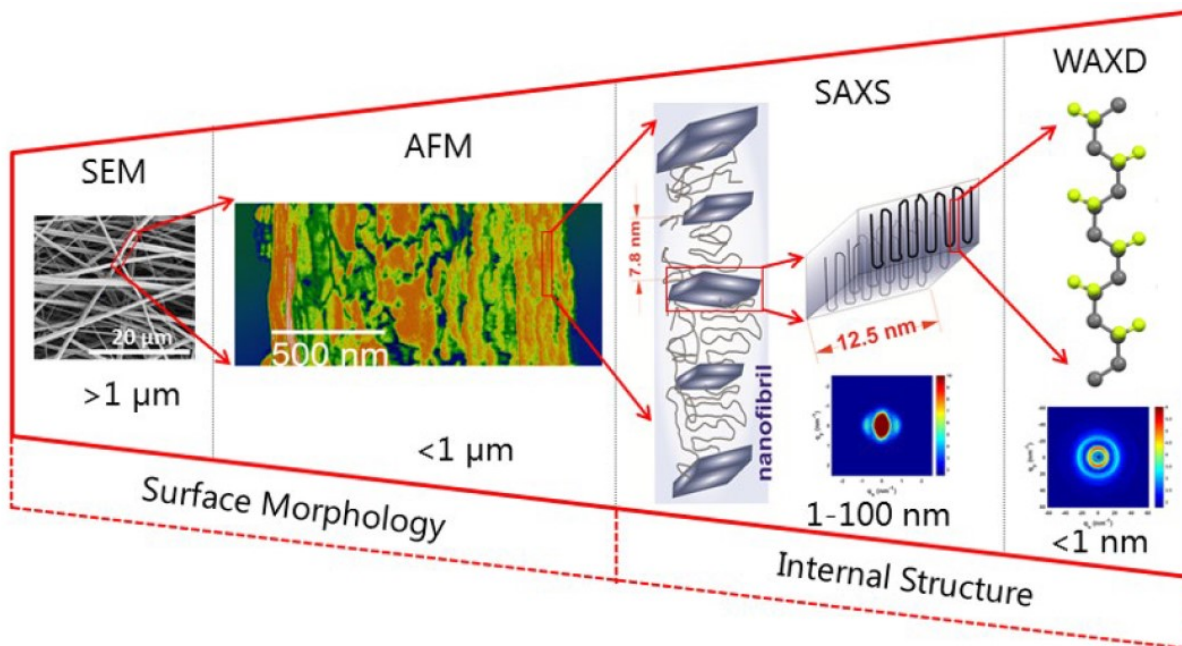 SEM
20 µm
>1 µm
AFM
500 nm
<1 µm
Surface Morphology
SAXS
7.8 nm
nanofibril
12.5 nm
1-100 nm
WAXD
<1 nm
Internal Structure